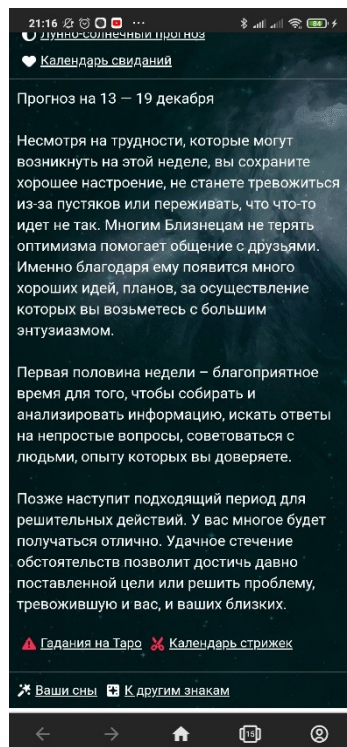 21:16
84
Лунно-солнечный прогноз
Календарь свиданий
Прогноз на 13 — 19 декабря
Несмотря на трудности, которые могут
возникнуть на этой неделе, вы сохраните
хорошее настроение, не станете тревожиться
из-за пустяков или переживать, что что-то
идет не так. Многим Близнецам не терять
оптимизма помогает общение с друзьями.
Именно благодаря ему появится много
хороших идей, планов, за осуществление
которых вы возьметесь с большим
энтузиазмом.
Первая половина недели – благоприятное
время для того, чтобы собирать и
анализировать информацию, искать ответы
на непростые вопросы, советоваться с
людьми, опыту которых вы доверяете.
Позже наступит подходящий период для
решительных действий. У вас многое будет
получаться отлично. Удачное стечение
обстоятельств позволит достичь давно
поставленной цели или решить проблему,
тревожившую и вас, и ваших близких.
Гадания на Таро Календарь стрижек
Ваши сны К другим знакам
15